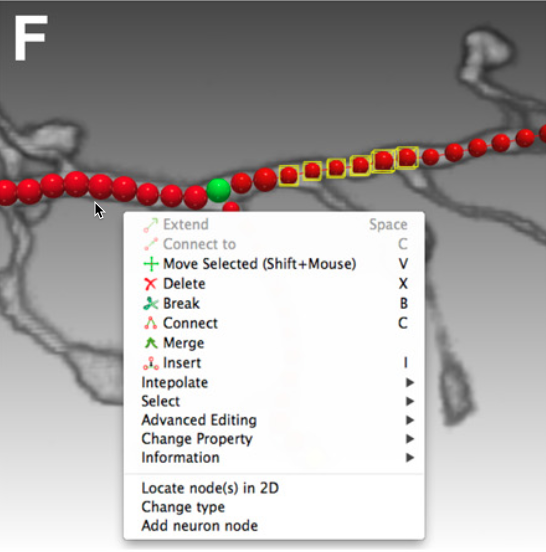 F
Extend Space
Connect to C
Move Selected (Shift+Mouse) V
Delete X
Break B
Connect C
Merge
Insert I
Intepolate
Select
Advanced Editing
Change Property
Information
Locate node(s) in 2D
Change type
Add neuron node